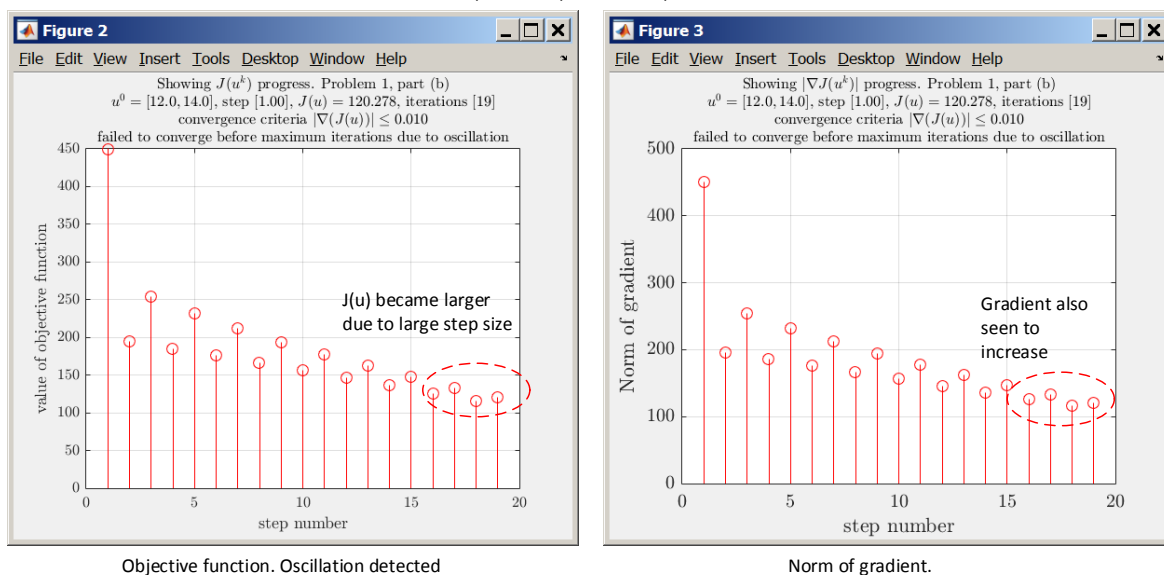 Figure 2
File Edit View Insert Tools Desktop Window Help
Showing J(u^k) progress. Problem 1, part (b)
u^0 = [12.0, 14.0], step [1.00], J(u) = 120.278, iterations [19]
convergence criteria |∇(J(u))| ≤ 0.010
failed to converge before maximum iterations due to oscillation
value of objective function
450
400
350
300
250
200
150
100
50
0
J(u) became larger
due to large step size
0 5 10 15 20
step number
Objective function. Oscillation detected
Figure 3
File Edit View Insert Tools Desktop Window Help
Showing |∇J(u^k)| progress. Problem 1, part (b)
u^0 = [12.0, 14.0], step [1.00], J(u) = 120.278, iterations [19]
convergence criteria |∇(J(u))| ≤ 0.010
failed to converge before maximum iterations due to oscillation
Norm of gradient
500
400
300
200
100
0
Gradient also
seen to
increase
0 5 10 15 20
step number
Norm of gradient.